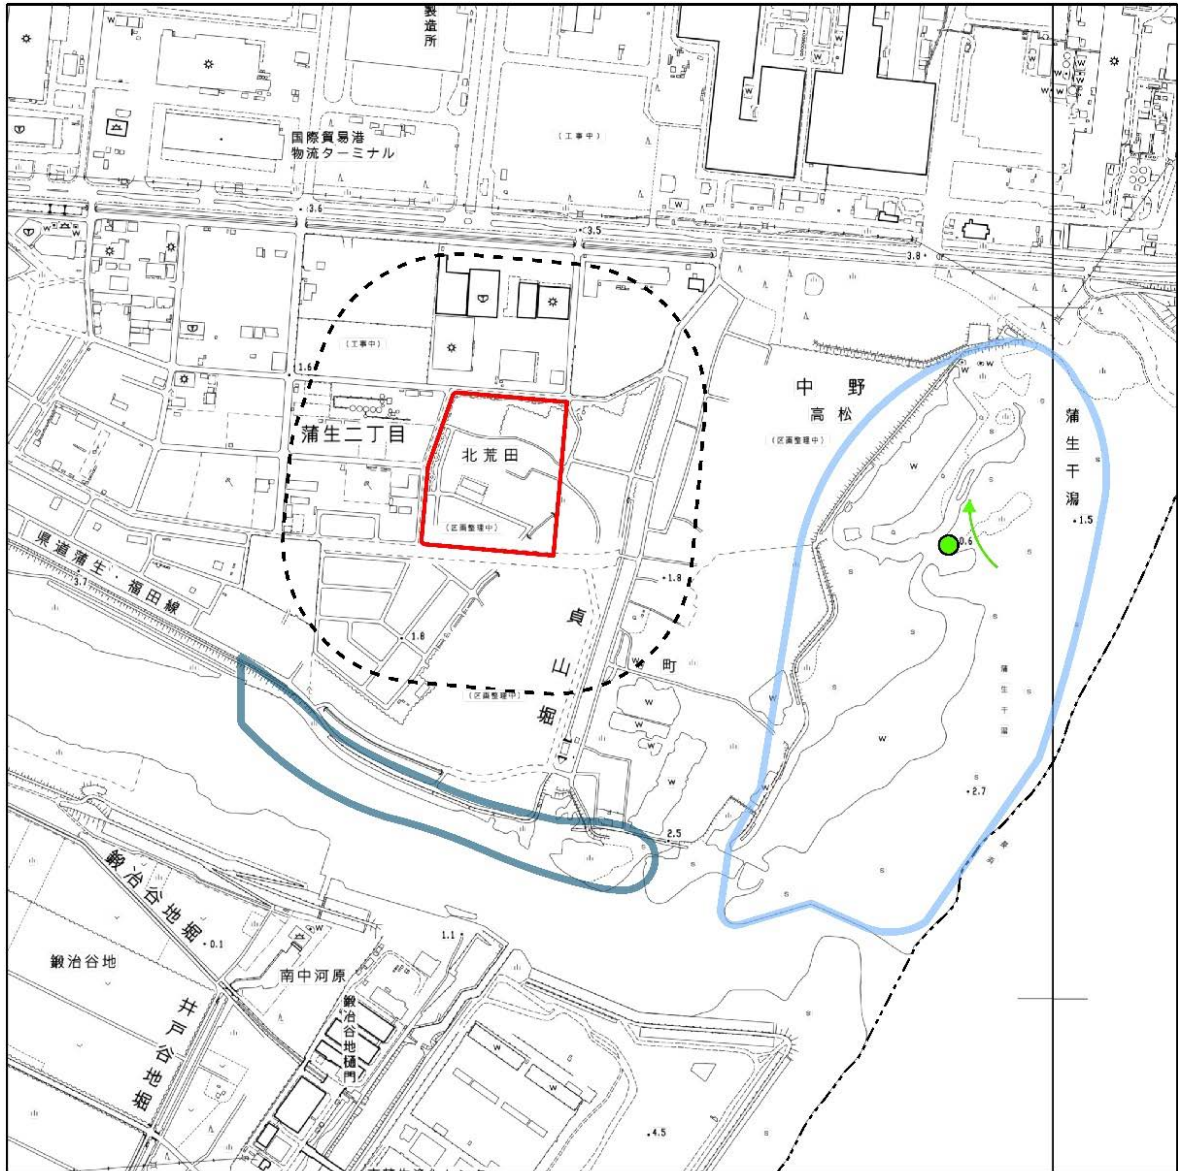 製造所
国際貿易港
物流ターミナル
(工事中)
3.6
3.5
3.8
(工事中)
1.6
蒲生二丁目
北荒田
(区画整理中)
中野
高松
(区画整理中)
蒲生干潟
1.5
0.6
県道蒲生・福田線
3.7
1.8
1.8
貞山堀
町
(区画整理中)
蒲生干潟
2.7
2.5
鍛冶谷地堀
0.1
1.1
鍛冶谷地
南中河原
鍛冶谷地樋門
井戸谷地堀
4.5